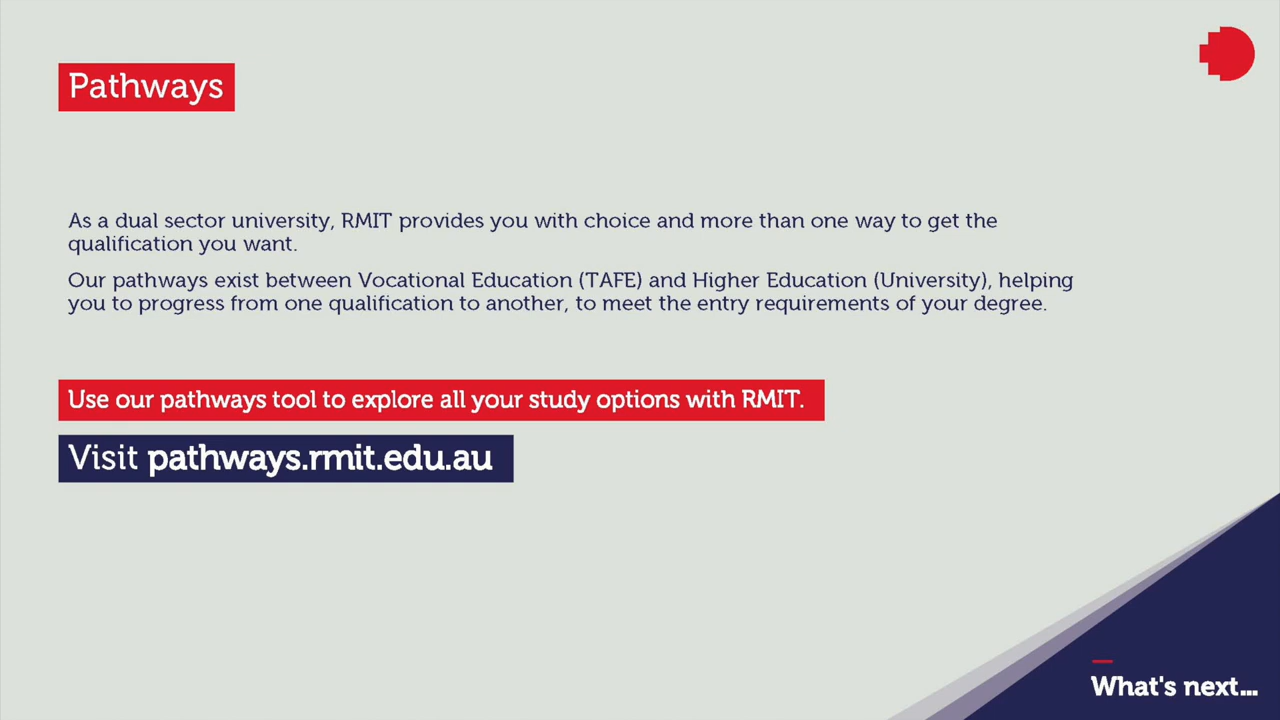 Pathways
As a dual sector university, RMIT provides you with choice and more than one way to get the
qualification you want.
Our pathways exist between Vocational Education (TAFE) and Higher Education (University), helping
you to progress from one qualification to another, to meet the entry requirements of your degree.
Use our pathways tool to explore all your study options with RMIT.
Visit pathways.rmit.edu.au
What's next...